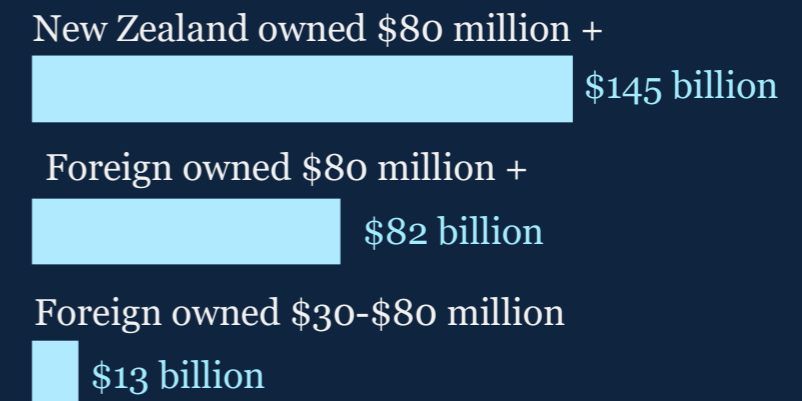 New Zealand owned $80 million +
$145 billion
Foreign owned $80 million +
$82 billion
Foreign owned $30-$80 million
$13 billion